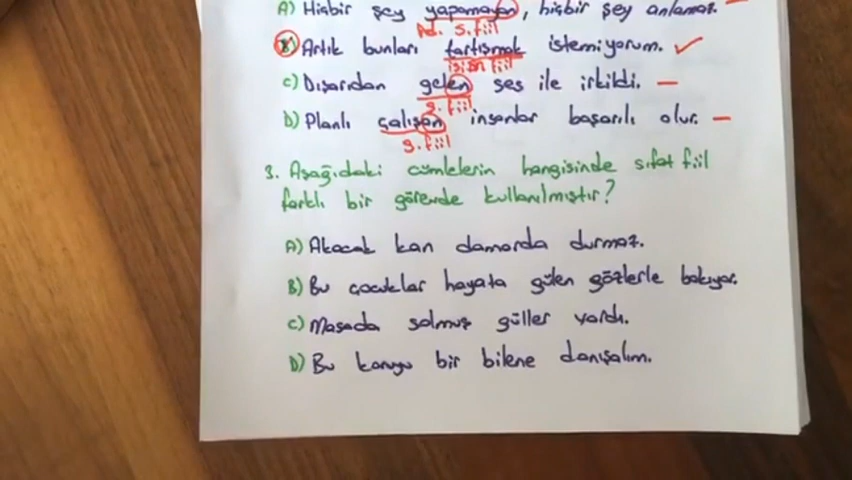 A) Hiçbir şey yapamayan, hiçbir şey anlamaz. –
Ad. s.fiil
B) Artık bunları tartışmak istemiyorum. ✓
isim fiil
C) Dışarıdan gelen ses ile irkildi. –
s.fiil
D) Planlı çalışan insanlar başarılı olur. –
s.fiil
3. Aşağıdaki cümlelerin hangisinde sıfat fiil
farklı bir görevde kullanılmıştır?
A) Akacak kan damarda durmaz.
B) Bu çocuklar hayata gülen gözlerle bakıyor.
C) Masada solmuş güller vardı.
D) Bu konuyu bir bilene danışalım.